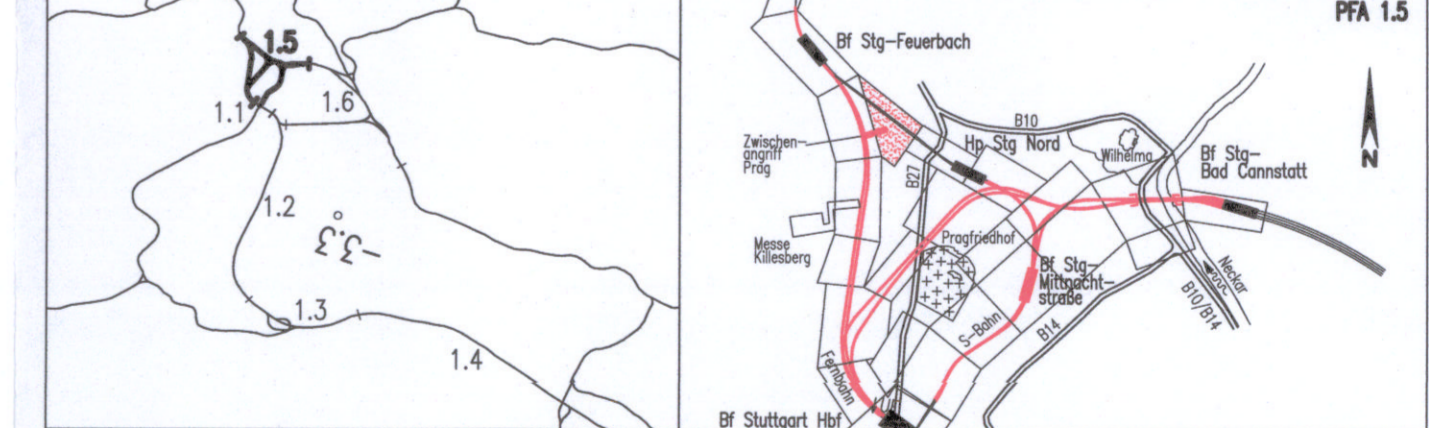 1.5
1.1
1.6
1.2
-3.3°
1.3
1.4
PFA 1.5
Bf Stg-Feuerbach
N
B10
Hp Stg Nord
Wilhelma
Bf Stg-
Bad Cannstatt
Zwischen-
angriff
Prag
B27
Messe
Killesberg
Pragfriedhof
Bf Stg-
Mittnacht-
straße
Neckar
B10/B14
S-Bahn
B14
Fernbahn
Bf Stuttgart Hbf